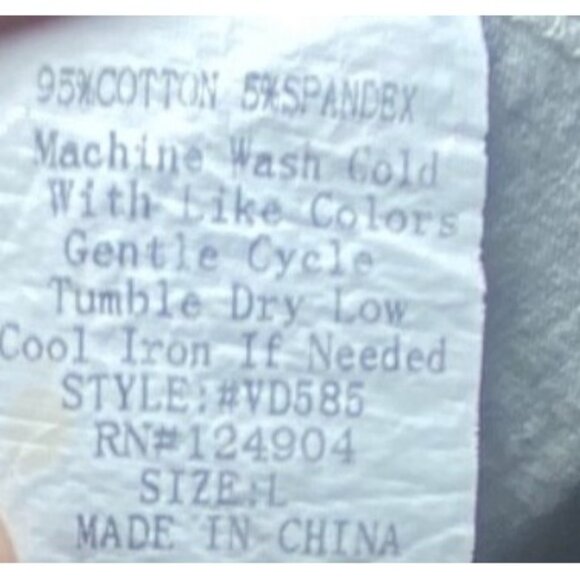 95%COTTON 5%SPANDEX
Machine Wash Cold
With Like Colors
Gentle Cycle
Tumble Dry Low
Cool Iron If Needed
STYLE:#VD585
RN#124904
SIZE:L
MADE IN CHINA